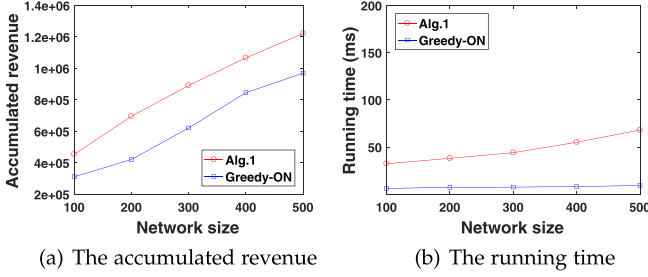 1.4e+06
1.2e+06
1e+06
8e+05
6e+05
4e+05
2e+05
Accumulated revenue
Alg.1
Greedy-ON
100 200 300 400 500
Network size
(a) The accumulated revenue
200
150
100
50
Running time (ms)
Alg.1
Greedy-ON
100 200 300 400 500
Network size
(b) The running time